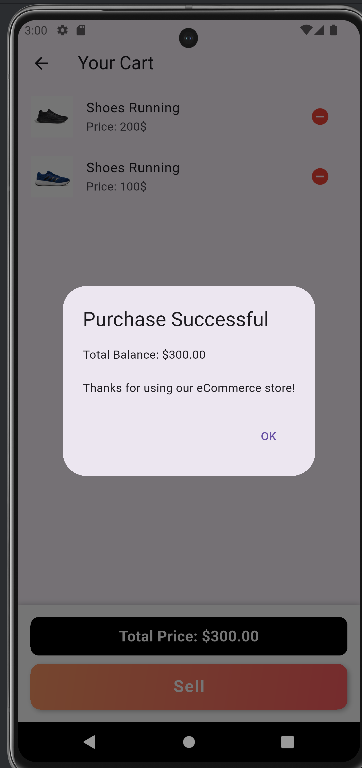 3:00
Your Cart
Shoes Running
Price: 200$
Shoes Running
Price: 100$
Purchase Successful
Total Balance: $300.00
Thanks for using our eCommerce store!
OK
Total Price: $300.00
Sell